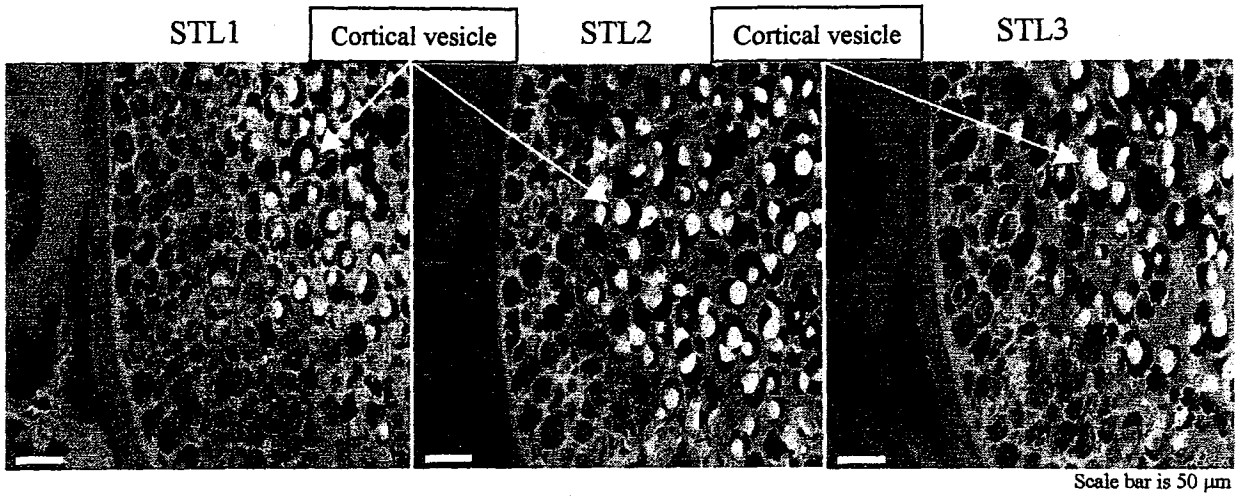 STL1
Cortical vesicle
STL2
Cortical vesicle
STL3
Scale bar is 50 µm